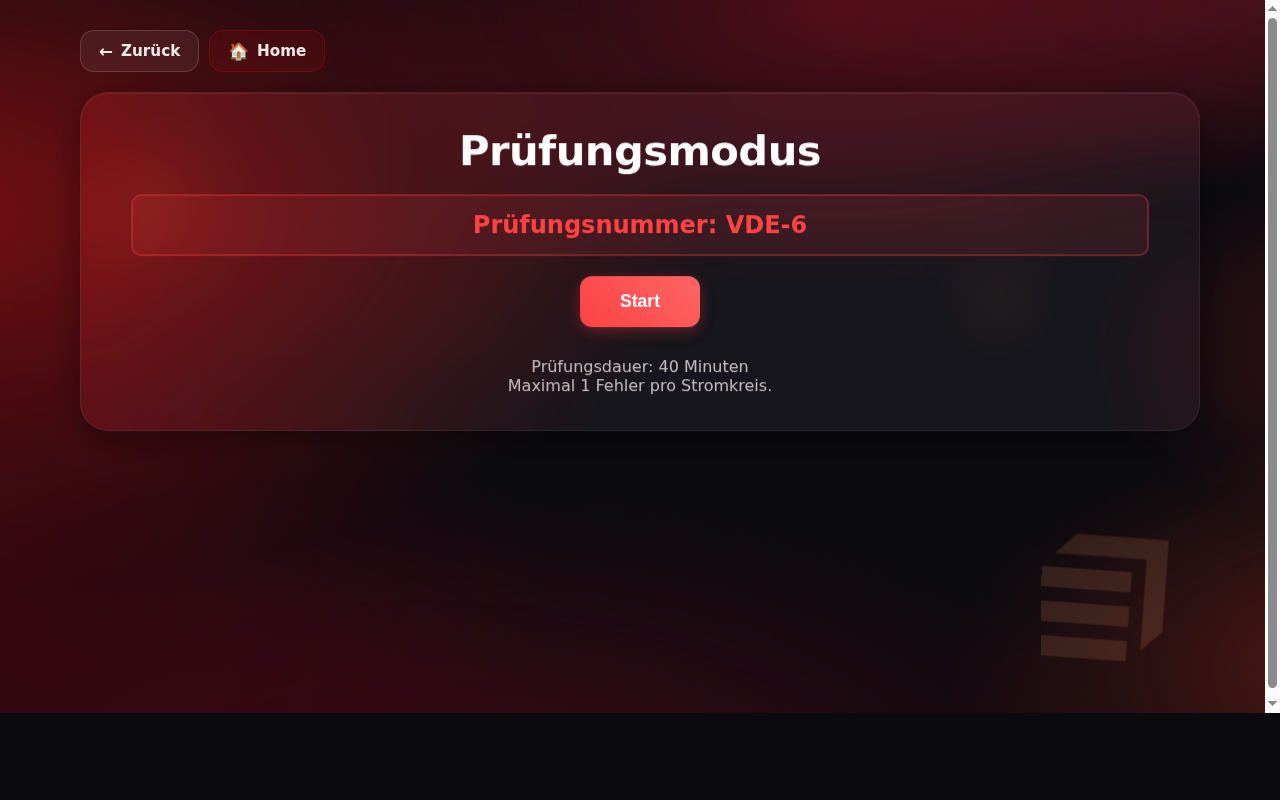 ← Zurück
🏠 Home
Prüfungsmodus
Prüfungsnummer: VDE-6
Start
Prüfungsdauer: 40 Minuten
Maximal 1 Fehler pro Stromkreis.